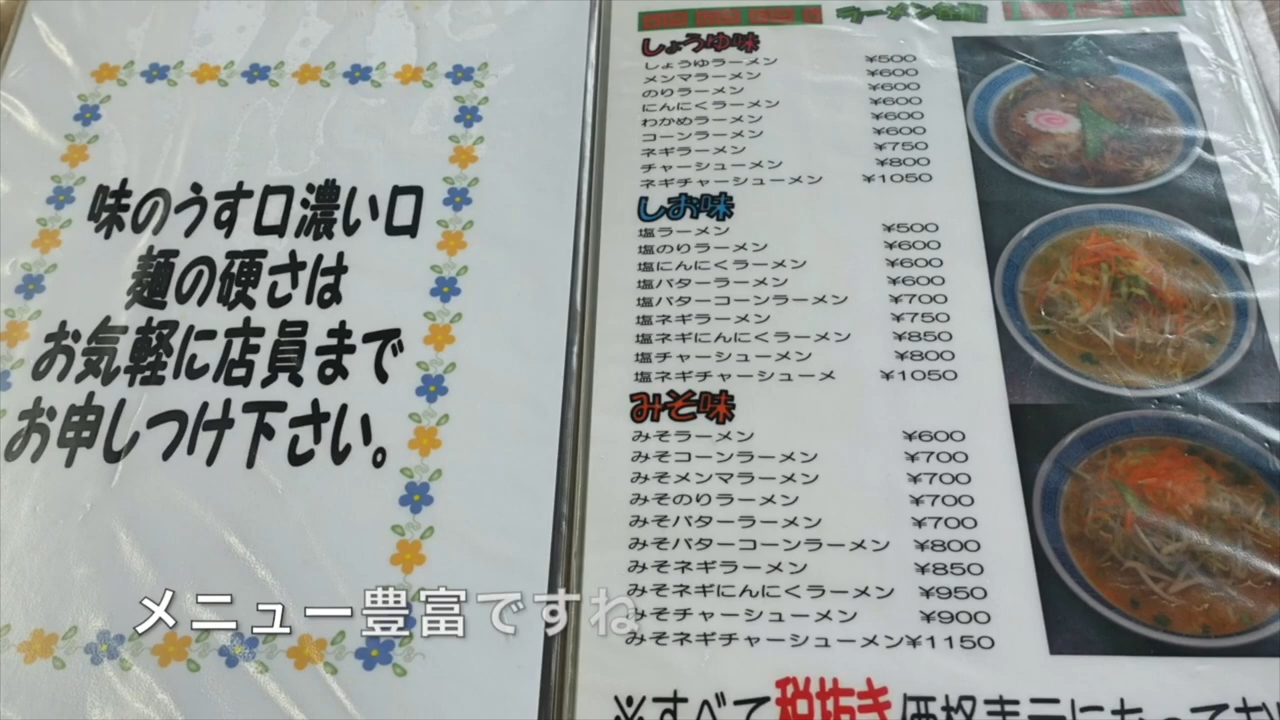 味のうす口濃い口
麺の硬さは
お気軽に店員まで
お申しつけ下さい。
メニュー豊富ですね
ラーメン各種
しょうゆ味
しょうゆラーメン ¥500
メンマラーメン ¥600
のりラーメン ¥600
にんにくラーメン ¥600
わかめラーメン ¥600
コーンラーメン ¥600
ネギラーメン ¥750
チャーシューメン ¥800
ネギチャーシューメン ¥1050
しお味
塩ラーメン ¥500
塩のりラーメン ¥600
塩にんにくラーメン ¥600
塩バターラーメン ¥600
塩バターコーンラーメン ¥700
塩ネギラーメン ¥750
塩ネギにんにくラーメン ¥850
塩チャーシューメン ¥800
塩ネギチャーシューメ ¥1050
みそ味
みそラーメン ¥600
みそコーンラーメン ¥700
みそメンマラーメン ¥700
みそのりラーメン ¥700
みそバターラーメン ¥700
みそバターコーンラーメン ¥800
みそネギラーメン ¥850
みそネギにんにくラーメン ¥950
みそチャーシューメン ¥900
みそネギチャーシューメン¥1150
※すべて税抜き価格表示になってお